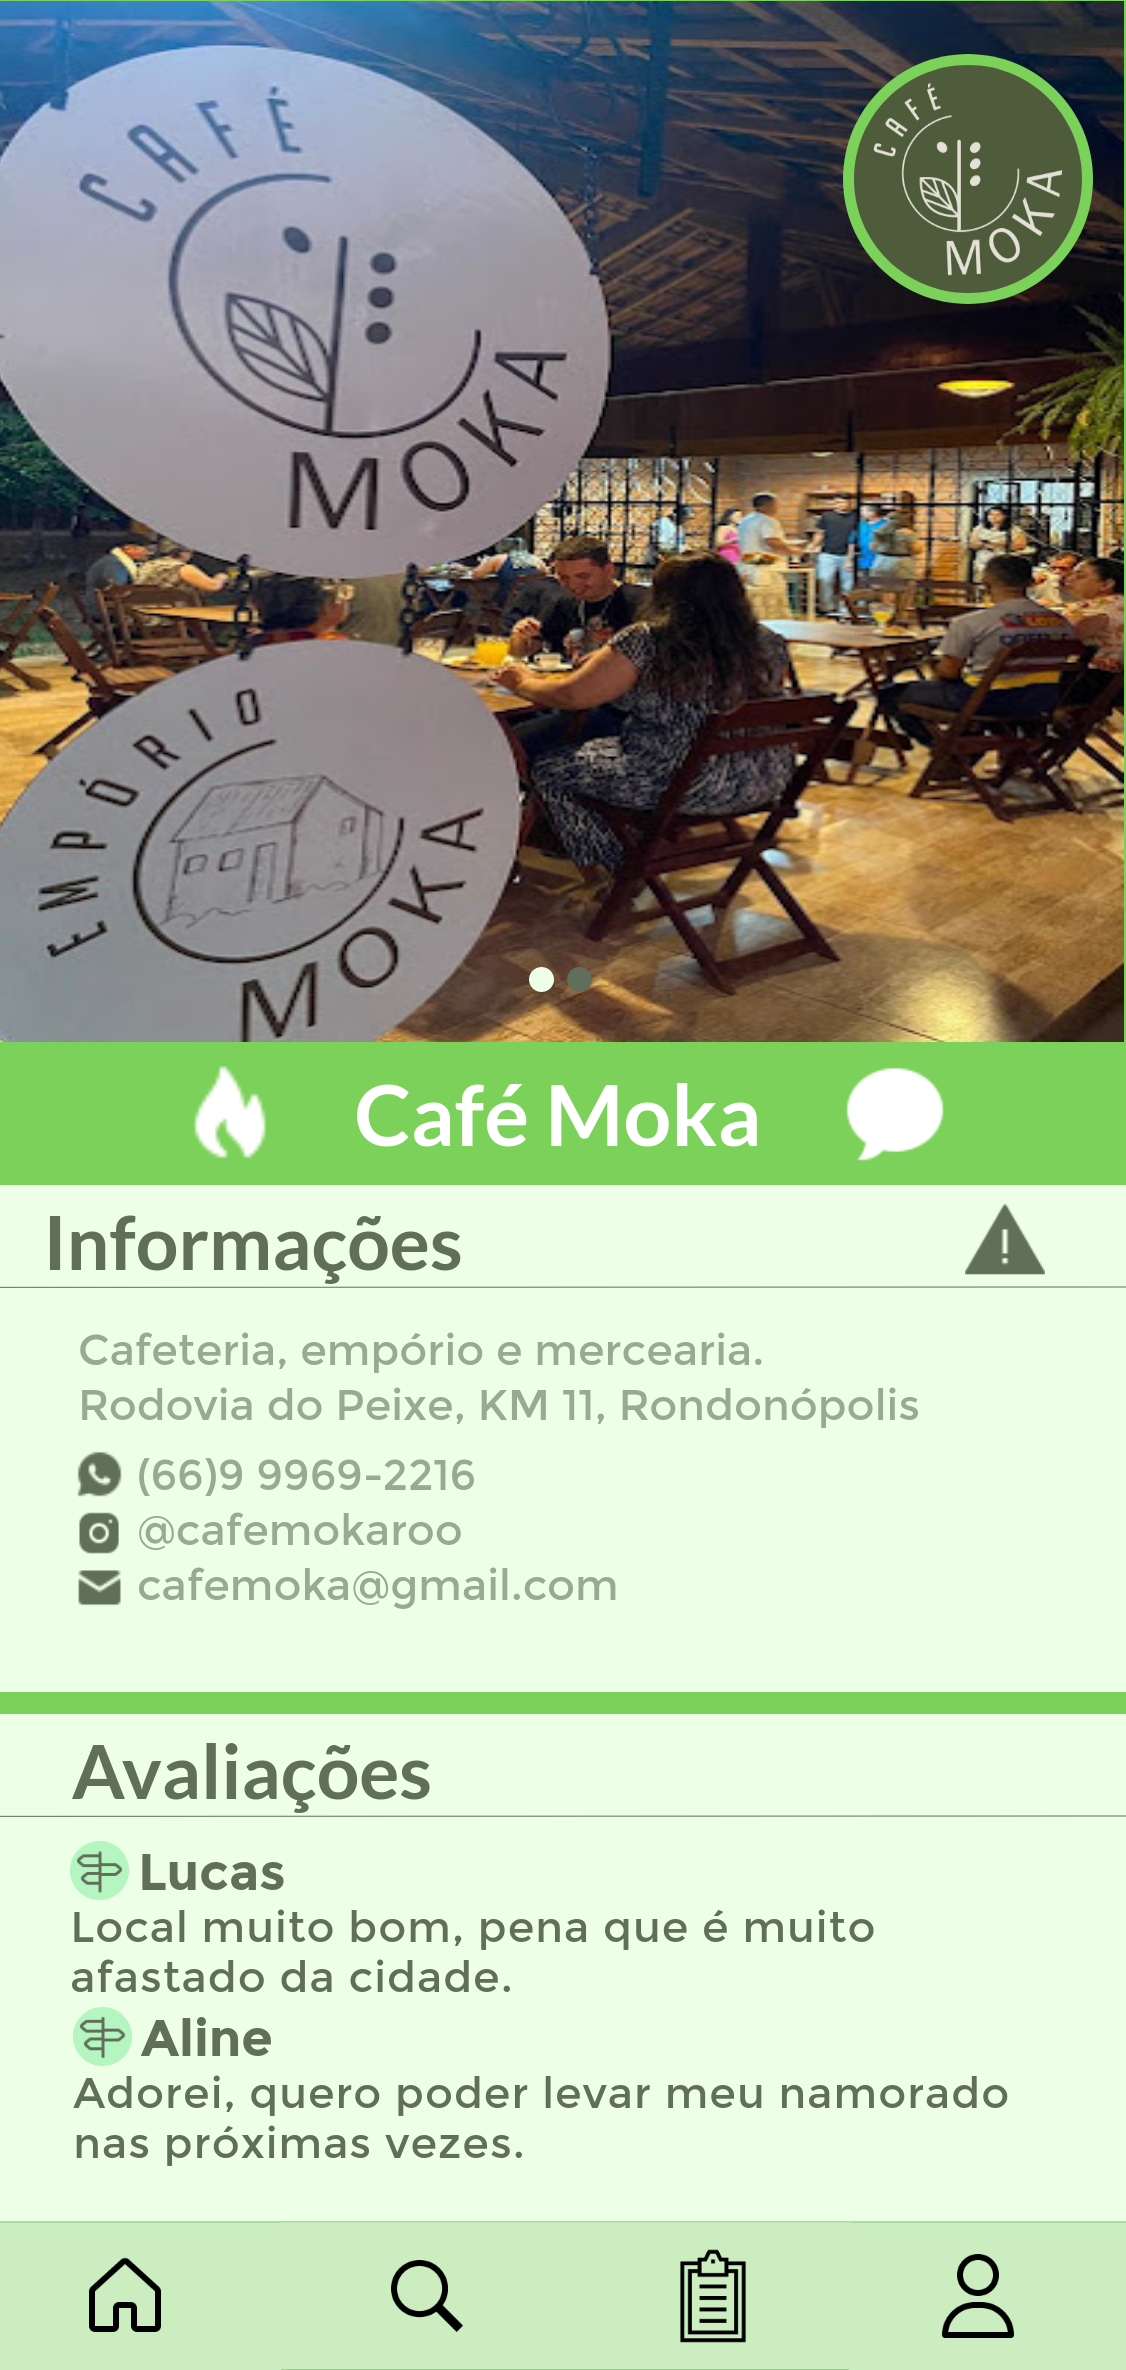 CAFÉ
MOKA
CAFÉ
MOKA
EMPÓRIO
MOKA
Café Moka
Informações
Cafeteria, empório e mercearia.
Rodovia do Peixe, KM 11, Rondonópolis
(66)9 9969-2216
@cafemokaroo
cafemoka@gmail.com
Avaliações
Lucas
Local muito bom, pena que é muito
afastado da cidade.
Aline
Adorei, quero poder levar meu namorado
nas próximas vezes.